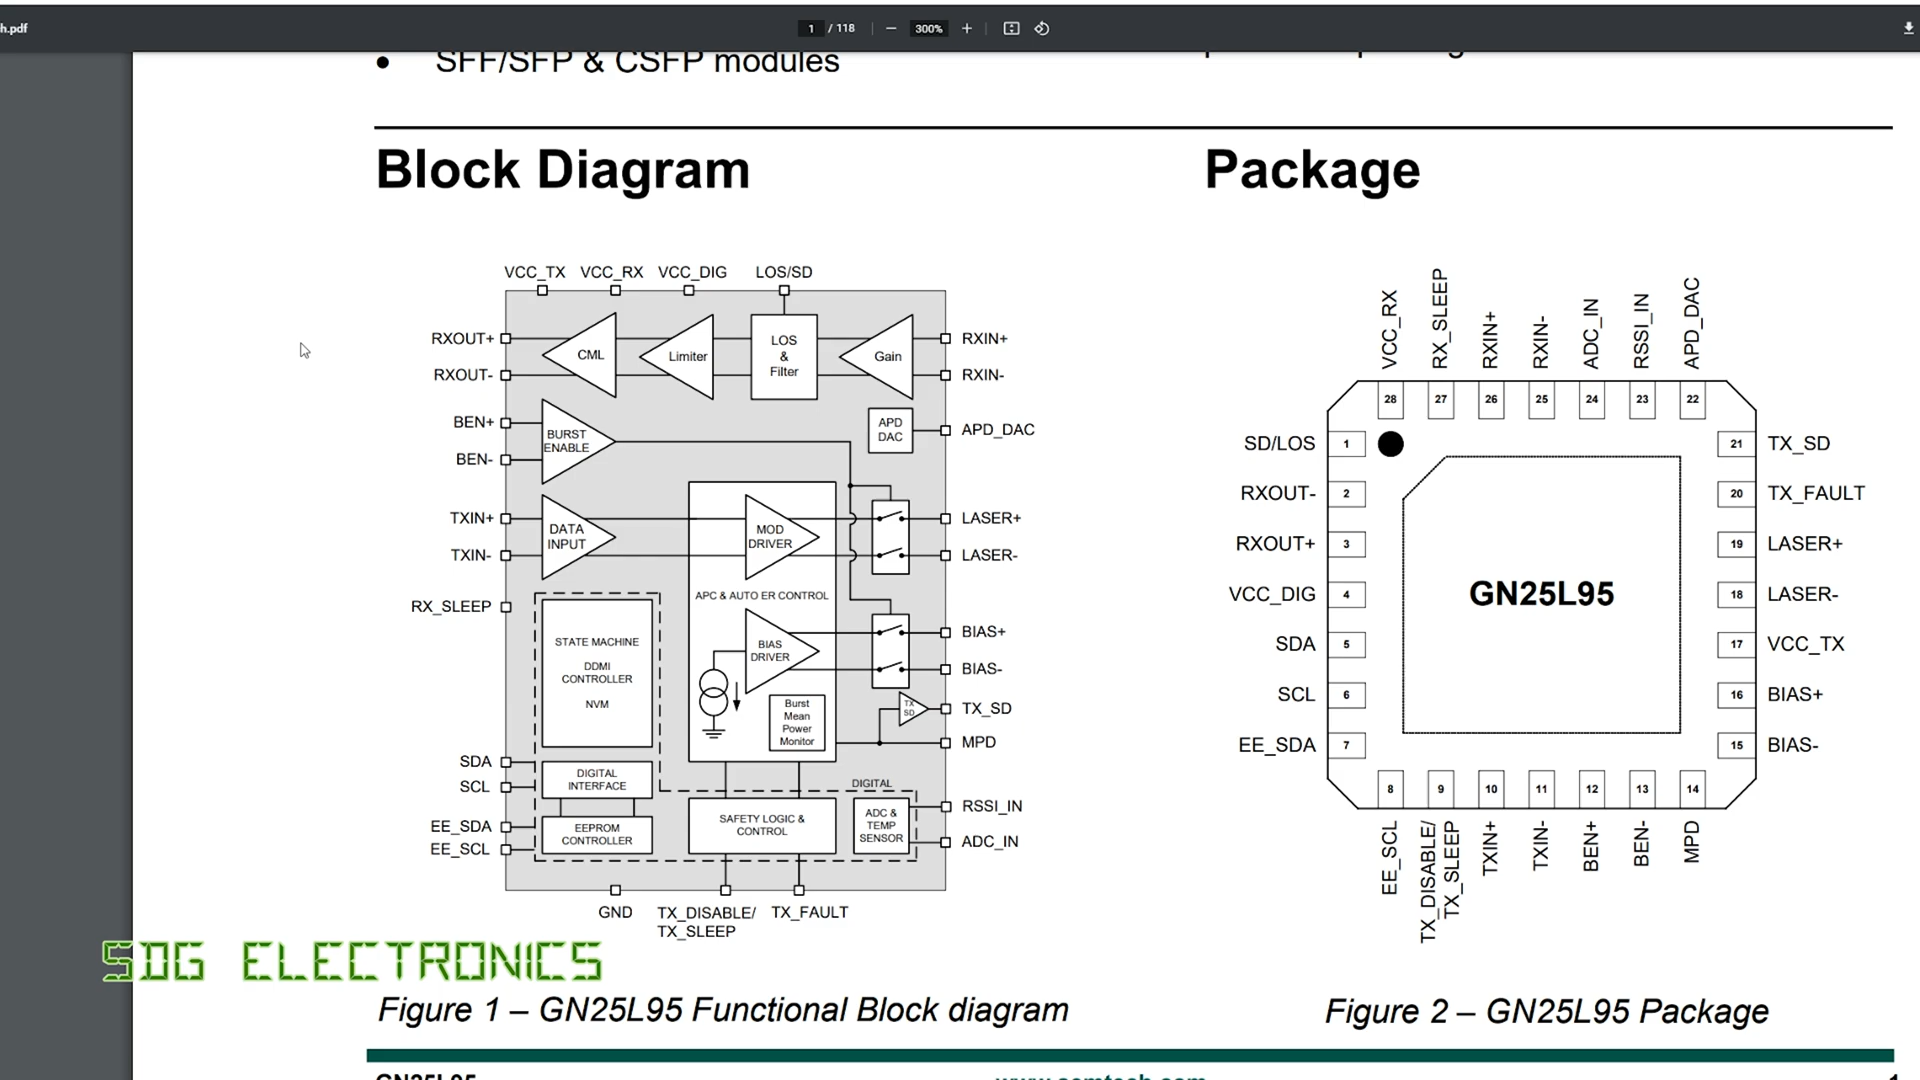 h.pdf
1 / 118
300%
SFF/SFP & CSFP modules
Block Diagram
Package
VCC_TX VCC_RX VCC_DIG LOS/SD
RXOUT+
RXOUT-
CML
Limiter
LOS
&
Filter
Gain
RXIN+
RXIN-
BEN+
BEN-
BURST
ENABLE
APD
DAC
APD_DAC
TXIN+
TXIN-
DATA
INPUT
MOD
DRIVER
LASER+
LASER-
APC & AUTO ER CONTROL
RX_SLEEP
STATE MACHINE
DDMI
CONTROLLER
NVM
BIAS
DRIVER
BIAS+
BIAS-
Burst
Mean
Power
Monitor
TX
SD
TX_SD
MPD
SDA
SCL
DIGITAL
INTERFACE
DIGITAL
EE_SDA
EE_SCL
EEPROM
CONTROLLER
SAFETY LOGIC &
CONTROL
ADC &
TEMP
SENSOR
RSSI_IN
ADC_IN
GND
TX_DISABLE/
TX_SLEEP
TX_FAULT
VCC_RX
RX_SLEEP
RXIN+
RXIN-
ADC_IN
RSSI_IN
APD_DAC
28 27 26 25 24 23 22
SD/LOS 1
RXOUT- 2
RXOUT+ 3
VCC_DIG 4
SDA 5
SCL 6
EE_SDA 7
GN25L95
21 TX_SD
20 TX_FAULT
19 LASER+
18 LASER-
17 VCC_TX
16 BIAS+
15 BIAS-
8 9 10 11 12 13 14
EE_SCL
TX_DISABLE/
TX_SLEEP
TXIN+
TXIN-
BEN+
BEN-
MPD
SDG ELECTRONICS
Figure 1 – GN25L95 Functional Block diagram
Figure 2 – GN25L95 Package
GN25L95
www.semtech.com
1